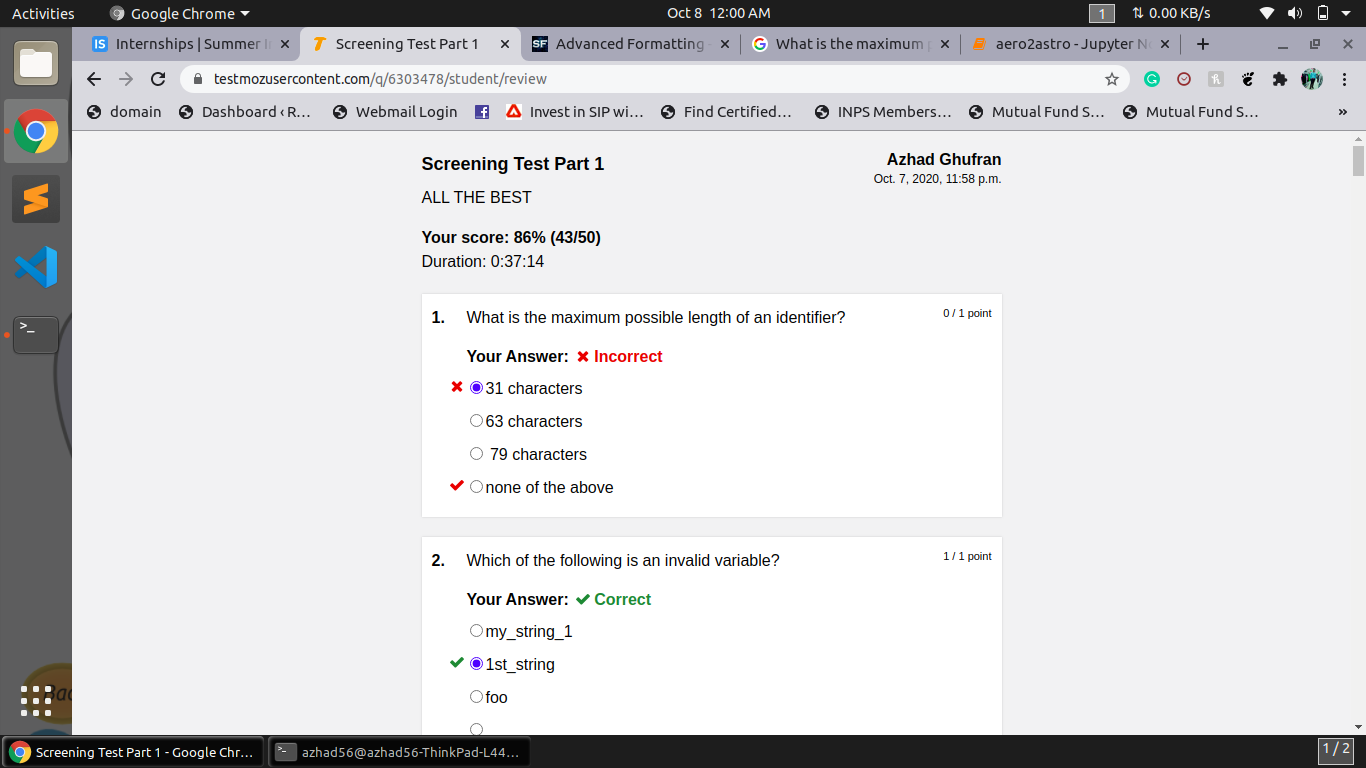 Activities Google Chrome Oct 8 12:00 AM 1 0.00 KB/s
Internships | Summer I Screening Test Part 1 SF Advanced Formatting What is the maximum aero2astro - Jupyter N
testmozusercontent.com/q/6303478/student/review
domain Dashboard ‹ R... Webmail Login Invest in SIP wi... Find Certified... INPS Members... Mutual Fund S... Mutual Fund S... »
Screening Test Part 1
Azhad Ghufran
Oct. 7, 2020, 11:58 p.m.
ALL THE BEST
Your score: 86% (43/50)
Duration: 0:37:14
1. What is the maximum possible length of an identifier? 0 / 1 point
Your Answer: Incorrect
31 characters
63 characters
79 characters
none of the above
2. Which of the following is an invalid variable? 1 / 1 point
Your Answer: Correct
my_string_1
1st_string
foo
Screening Test Part 1 - Google Chr... azhad56@azhad56-ThinkPad-L44... 1 / 2